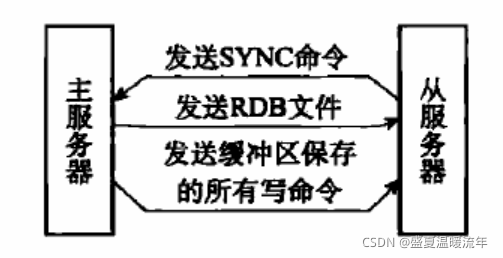 主服务器
发送SYNC命令
发送RDB文件
发送缓冲区保存
的所有写命令
从服务器
CSDN @盛夏温暖流年